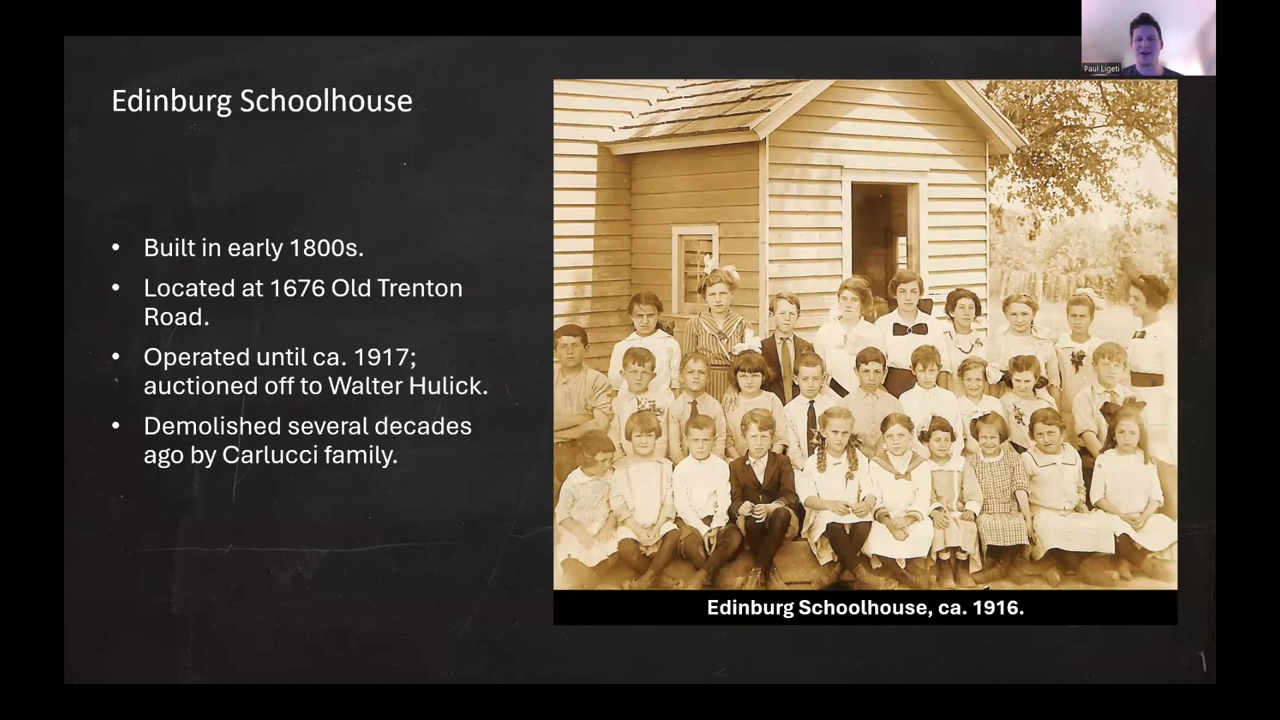 Paul Ligeti
Edinburg Schoolhouse
• Built in early 1800s.
• Located at 1676 Old Trenton
Road.
• Operated until ca. 1917;
auctioned off to Walter Hulick.
• Demolished several decades
ago by Carlucci family.
Edinburg Schoolhouse, ca. 1916.